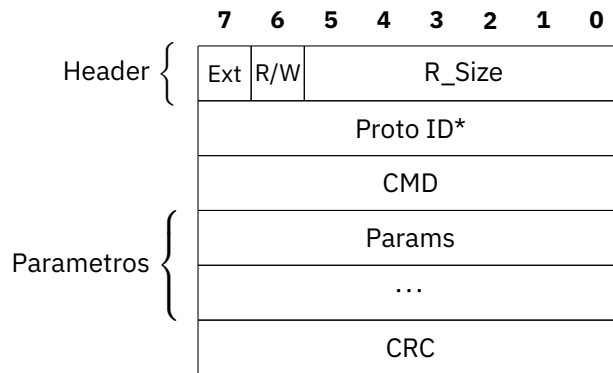 7 6 5 4 3 2 1 0
Header Ext R/W R_Size
Proto ID*
CMD
Params
Parametros
...
CRC